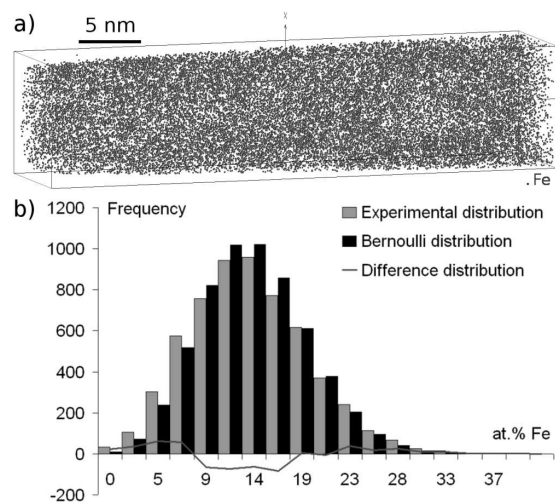 a)
5 nm
x
. Fe
b)
1200
Frequency
Experimental distribution
1000
Bernoulli distribution
800
Difference distribution
600
400
200
at.% Fe
0
0 5 9 14 19 23 28 33 37
-200